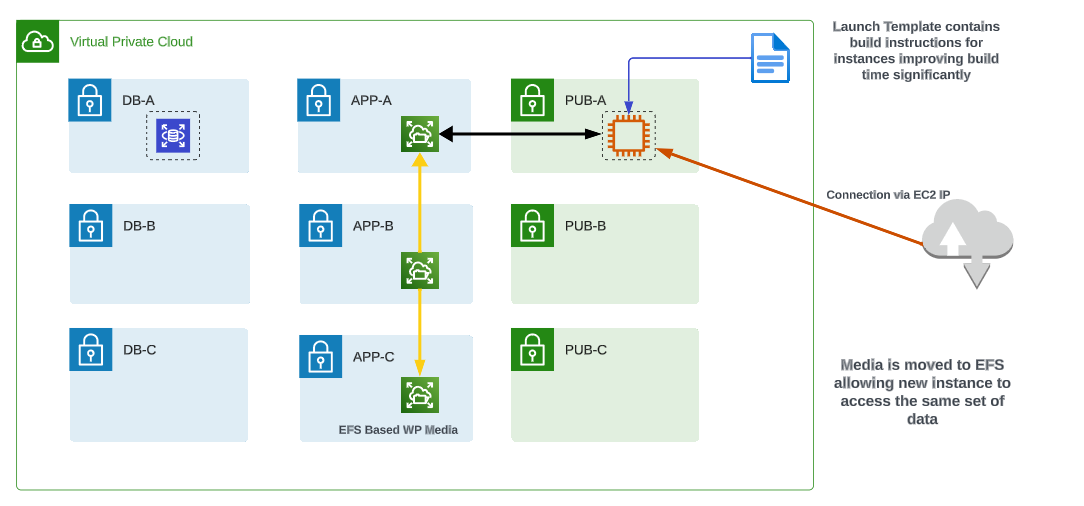 Virtual Private Cloud
Launch Template contains
build instructions for
instances improving build
time significantly
DB-A
APP-A
PUB-A
Connection via EC2 IP
DB-B
APP-B
PUB-B
DB-C
APP-C
PUB-C
Media is moved to EFS
allowing new instance to
access the same set of
data
EFS Based WP Media